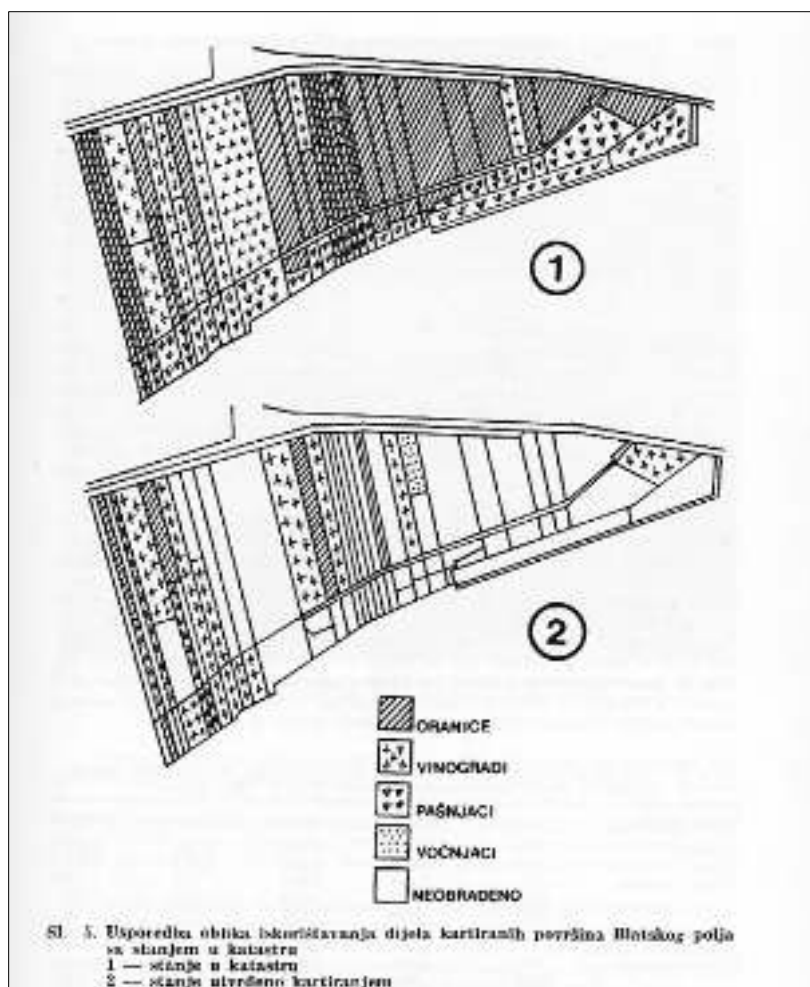 1
2
ORANICE
VINOGRADI
PAŠNJACI
VOĆNJACI
NEOBRAĐENO
Sl. 5. Usporedba oblika iskorištavanja dijela kartiranih površina Blatskog polja
sa stanjem u katastru
1 — stanje u katastru
2 — stanje utvrđeno kartiranjem